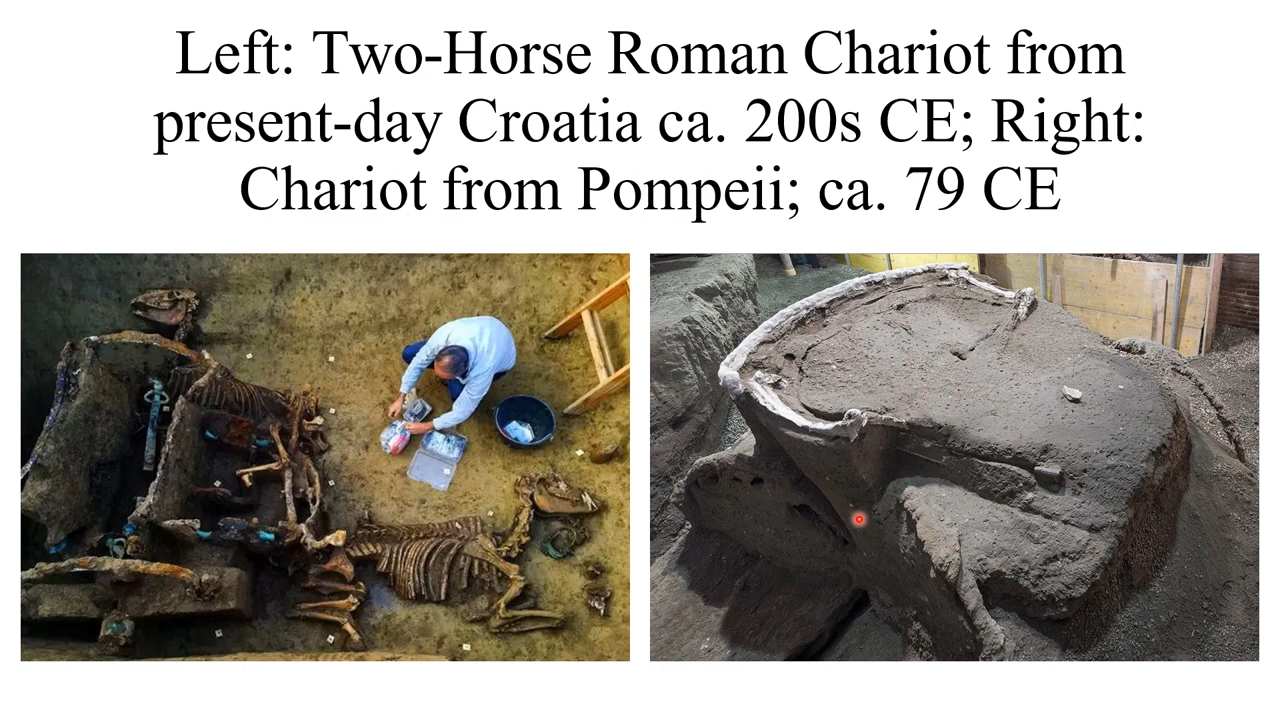 Left: Two-Horse Roman Chariot from
present-day Croatia ca. 200s CE; Right:
Chariot from Pompeii; ca. 79 CE